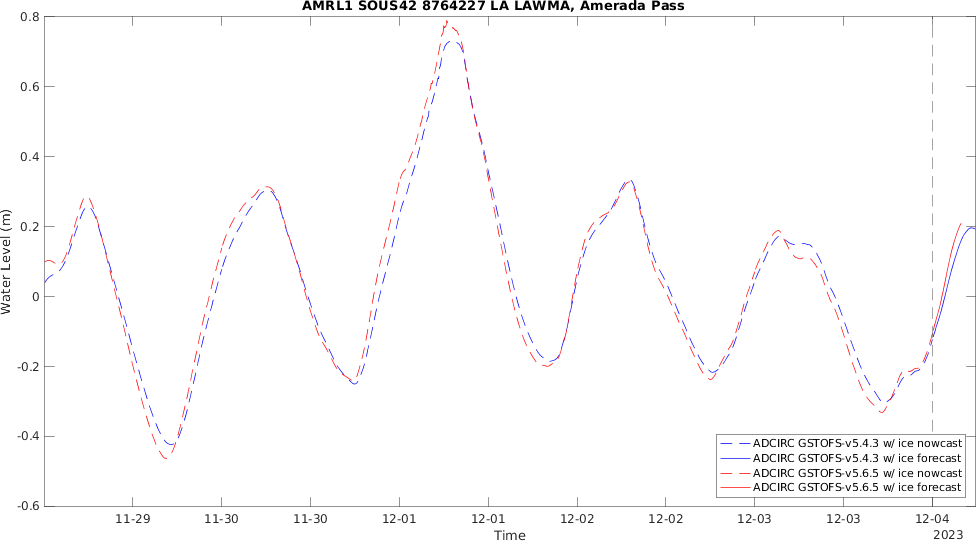 AMRL1 SOUS42 8764227 LA LAWMA, Amerada Pass
Water Level (m)
0.8
0.6
0.4
0.2
0
-0.2
-0.4
-0.6
ADCIRC GSTOFS-v5.4.3 w/ ice nowcast
ADCIRC GSTOFS-v5.4.3 w/ ice forecast
ADCIRC GSTOFS-v5.6.5 w/ ice nowcast
ADCIRC GSTOFS-v5.6.5 w/ ice forecast
11-29 11-30 11-30 12-01 12-01 12-02 12-02 12-03 12-03 12-04
2023
Time